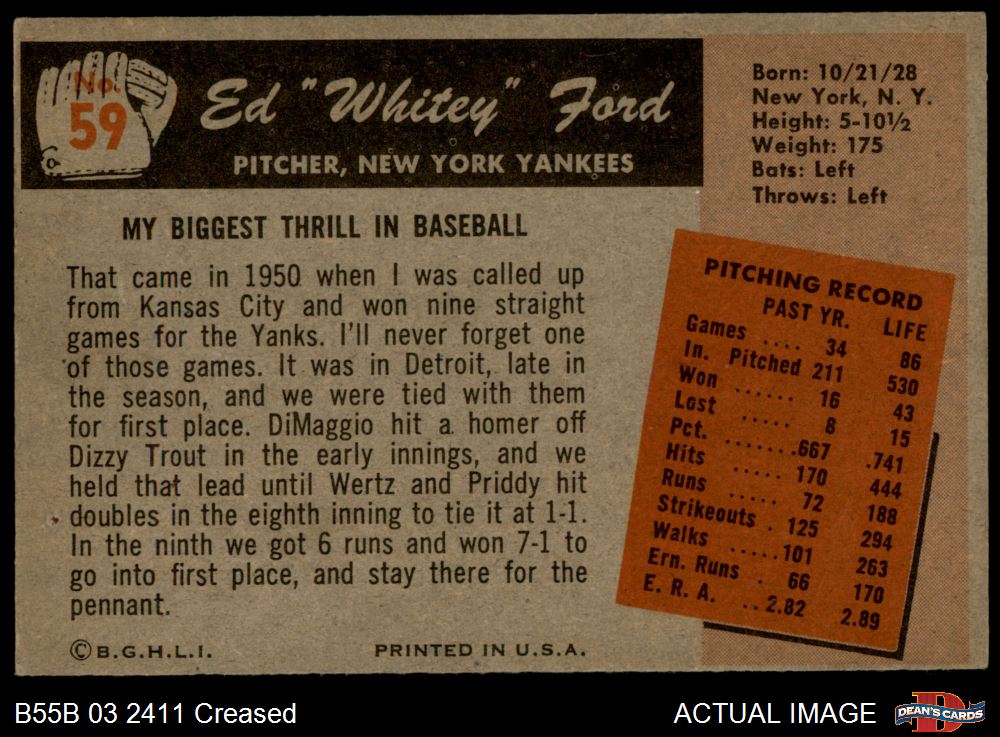 No.
59
Ed "Whitey" Ford
PITCHER, NEW YORK YANKEES
Born: 10/21/28
New York, N. Y.
Height: 5-10½
Weight: 175
Bats: Left
Throws: Left
MY BIGGEST THRILL IN BASEBALL
That came in 1950 when I was called up
from Kansas City and won nine straight
games for the Yanks. I'll never forget one
of those games. It was in Detroit, late in
the season, and we were tied with them
for first place. DiMaggio hit a homer off
Dizzy Trout in the early innings, and we
held that lead until Wertz and Priddy hit
doubles in the eighth inning to tie it at 1-1.
In the ninth we got 6 runs and won 7-1 to
go into first place, and stay there for the
pennant.
PITCHING RECORD
PAST YR. LIFE
Games .... 34 86
In. Pitched 211 530
Won ...... 16 43
Lost ..... 8 15
Pct. .......667 .741
Hits ..... 170 444
Runs ..... 72 188
Strikeouts . 125 294
Walks .....101 263
Ern. Runs . 66 170
E. R. A. .. 2.82 2.89
©B.G.H.L.I. PRINTED IN U.S.A.
B55B 03 2411 Creased ACTUAL IMAGE DEAN'S CARDS